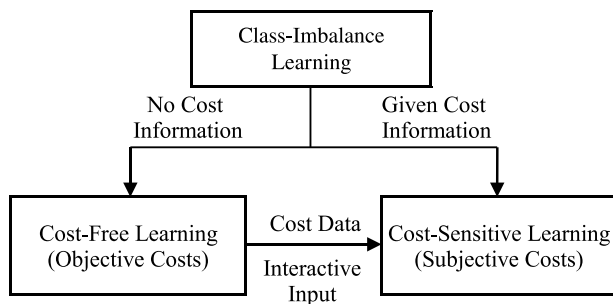 Class-Imbalance
Learning
No Cost
Information
Given Cost
Information
Cost-Free Learning
(Objective Costs)
Cost Data
Interactive
Input
Cost-Sensitive Learning
(Subjective Costs)